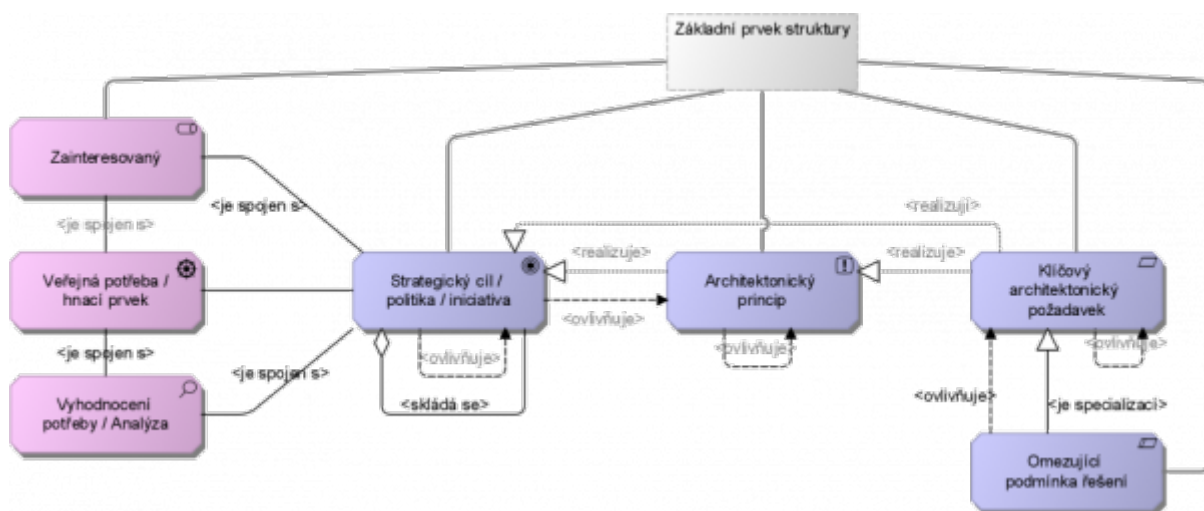 Základní prvek struktury
Zainteresovaný
<je spojen s>
<je spojen s>
<realizují>
<realizuje>
<realizuje>
Veřejná potřeba /
hnací prvek
Strategický cíl /
politika / iniciativa
Architektonický
princip
Klíčový
architektonický
požadavek
<ovlivňuje>
<je spojen s>
<ovlivňuje>
<ovlivňuje>
<ovlivňuje>
<je spojen s>
<skládá se>
<ovlivňuje>
<je specializací>
Vyhodnocení
potřeby / Analýza
Omezující
podmínka řešení